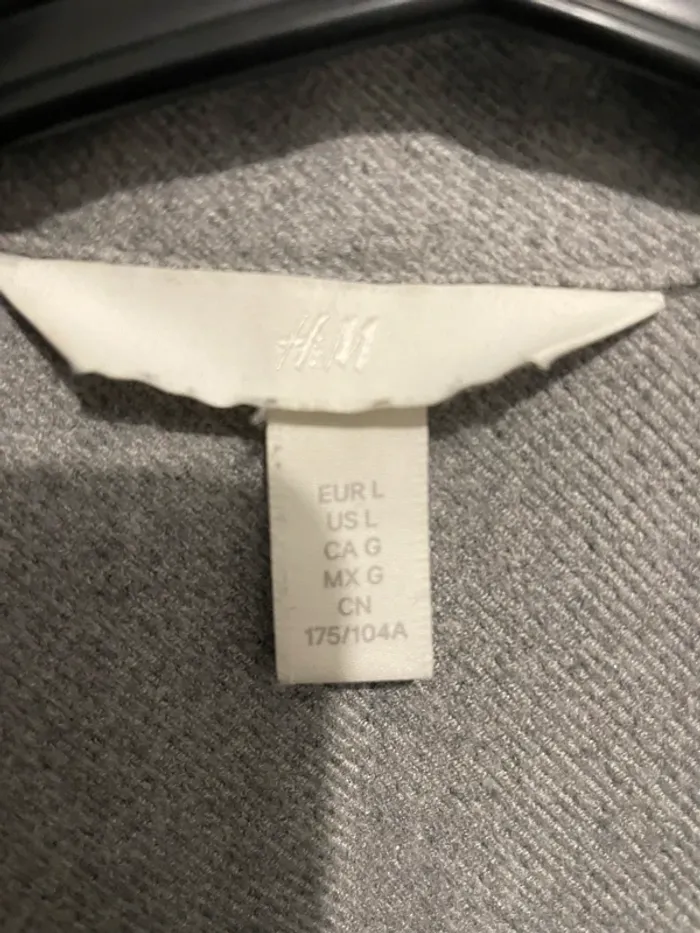 H&M
EUR L
US L
CA G
MX G
CN
175/104A